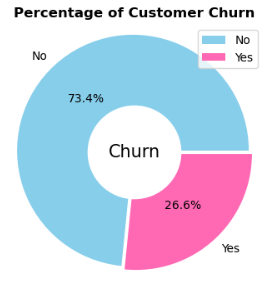 Percentage of Customer Churn
No
Yes
No
73.4%
Churn
26.6%
Yes